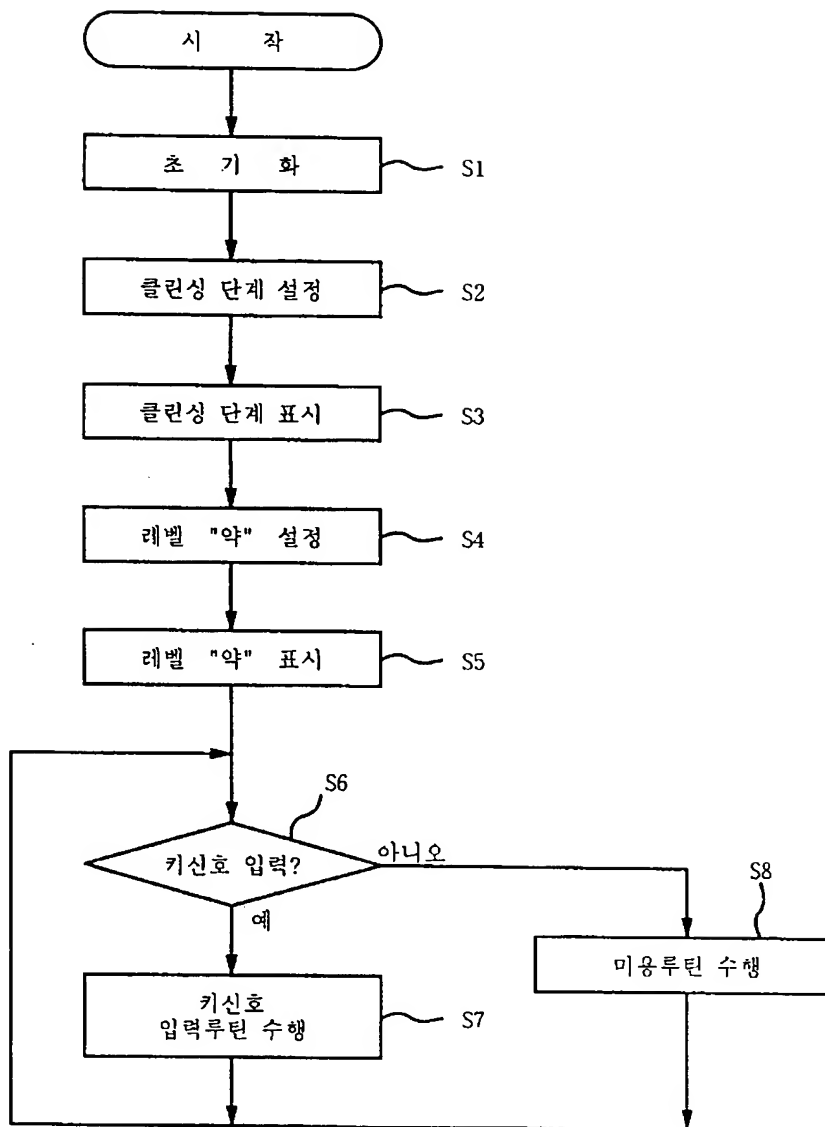 시 작
초 기 화
S1
클린싱 단계 설정
S2
클린싱 단계 표시
S3
레벨 "약" 설정
S4
레벨 "약" 표시
S5
S6
키신호 입력?
아니오
예
S8
미용루틴 수행
키신호
입력루틴 수행
S7